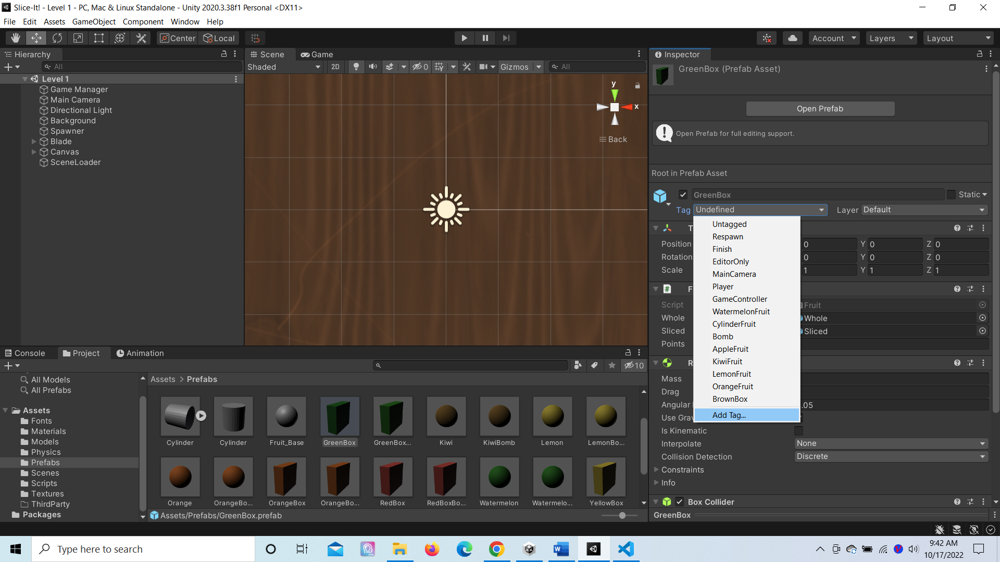 Slice-It! - Level 1 - PC, Mac & Linux Standalone - Unity 2020.3.38f1 Personal <DX11>
File Edit Assets GameObject Component Window Help
Center Local Account Layers Layout
Hierarchy
All
Level 1
Game Manager
Main Camera
Directional Light
Background
Spawner
Blade
Canvas
SceneLoader
Scene Game
Shaded 2D 0 Gizmos All
y
x
Back
Inspector
GreenBox (Prefab Asset)
Open Prefab
Open Prefab for full editing support.
Root in Prefab Asset
GreenBox Static
Tag Undefined Layer Default
Untagged
Respawn
Finish
EditorOnly
MainCamera
Player
GameController
WatermelonFruit
CylinderFruit
Bomb
AppleFruit
KiwiFruit
LemonFruit
OrangeFruit
BrownBox
Add Tag...
T
Position 0 Y 0 Z 0
Rotation 0 Y 0 Z 0
Scale 1 Y 1 Z 1
F
Script Fruit
Whole Whole
Sliced Sliced
Points
R
Mass
Drag
Angular .05
Use Grav
Is Kinematic
Interpolate None
Collision Detection Discrete
Constraints
Info
Box Collider
GreenBox
Console Project Animation
10
All Models
All Prefabs
Assets
Fonts
Materials
Models
Physics
Prefabs
Scenes
Scripts
Textures
ThirdParty
Packages
Assets > Prefabs
Cylinder Cylinder Fruit_Base GreenBox GreenBox... Kiwi KiwiBomb Lemon LemonBo...
Orange OrangeBo... OrangeBox OrangeBo... RedBox RedBoxBo... Watermelon Watermelo... YellowBox
Assets/Prefabs/GreenBox.prefab
Type here to search
9:42 AM
10/17/2022